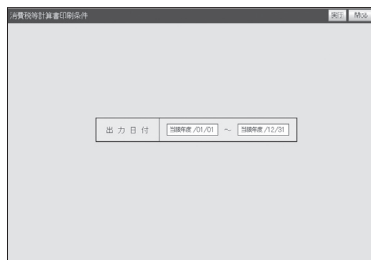 消費税等計算書印刷条件
実行 閉じる
出力日付 当該年度/01/01 ～ 当該年度/12/31